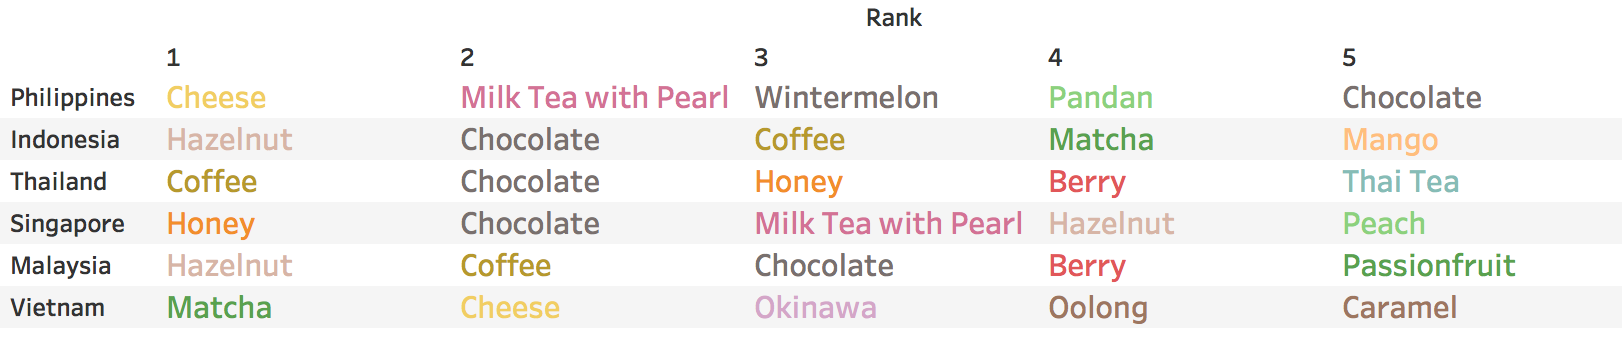 Rank
1 2 3 4 5
Philippines Cheese Milk Tea with Pearl Wintermelon Pandan Chocolate
Indonesia Hazelnut Chocolate Coffee Matcha Mango
Thailand Coffee Chocolate Honey Berry Thai Tea
Singapore Honey Chocolate Milk Tea with Pearl Hazelnut Peach
Malaysia Hazelnut Coffee Chocolate Berry Passionfruit
Vietnam Matcha Cheese Okinawa Oolong Caramel